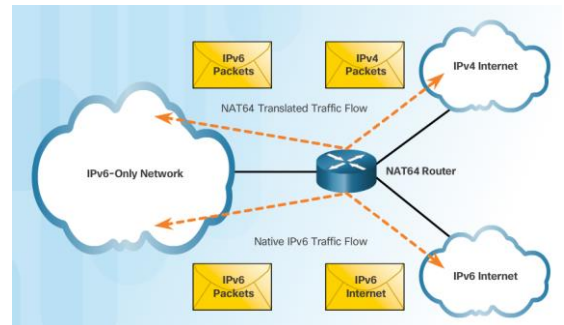 IPv6
Packets
IPv4
Packets
IPv4 Internet
NAT64 Translated Traffic Flow
IPv6-Only Network
NAT64 Router
Native IPv6 Traffic Flow
IPv6
Packets
IPv6
Internet
IPv6 Internet